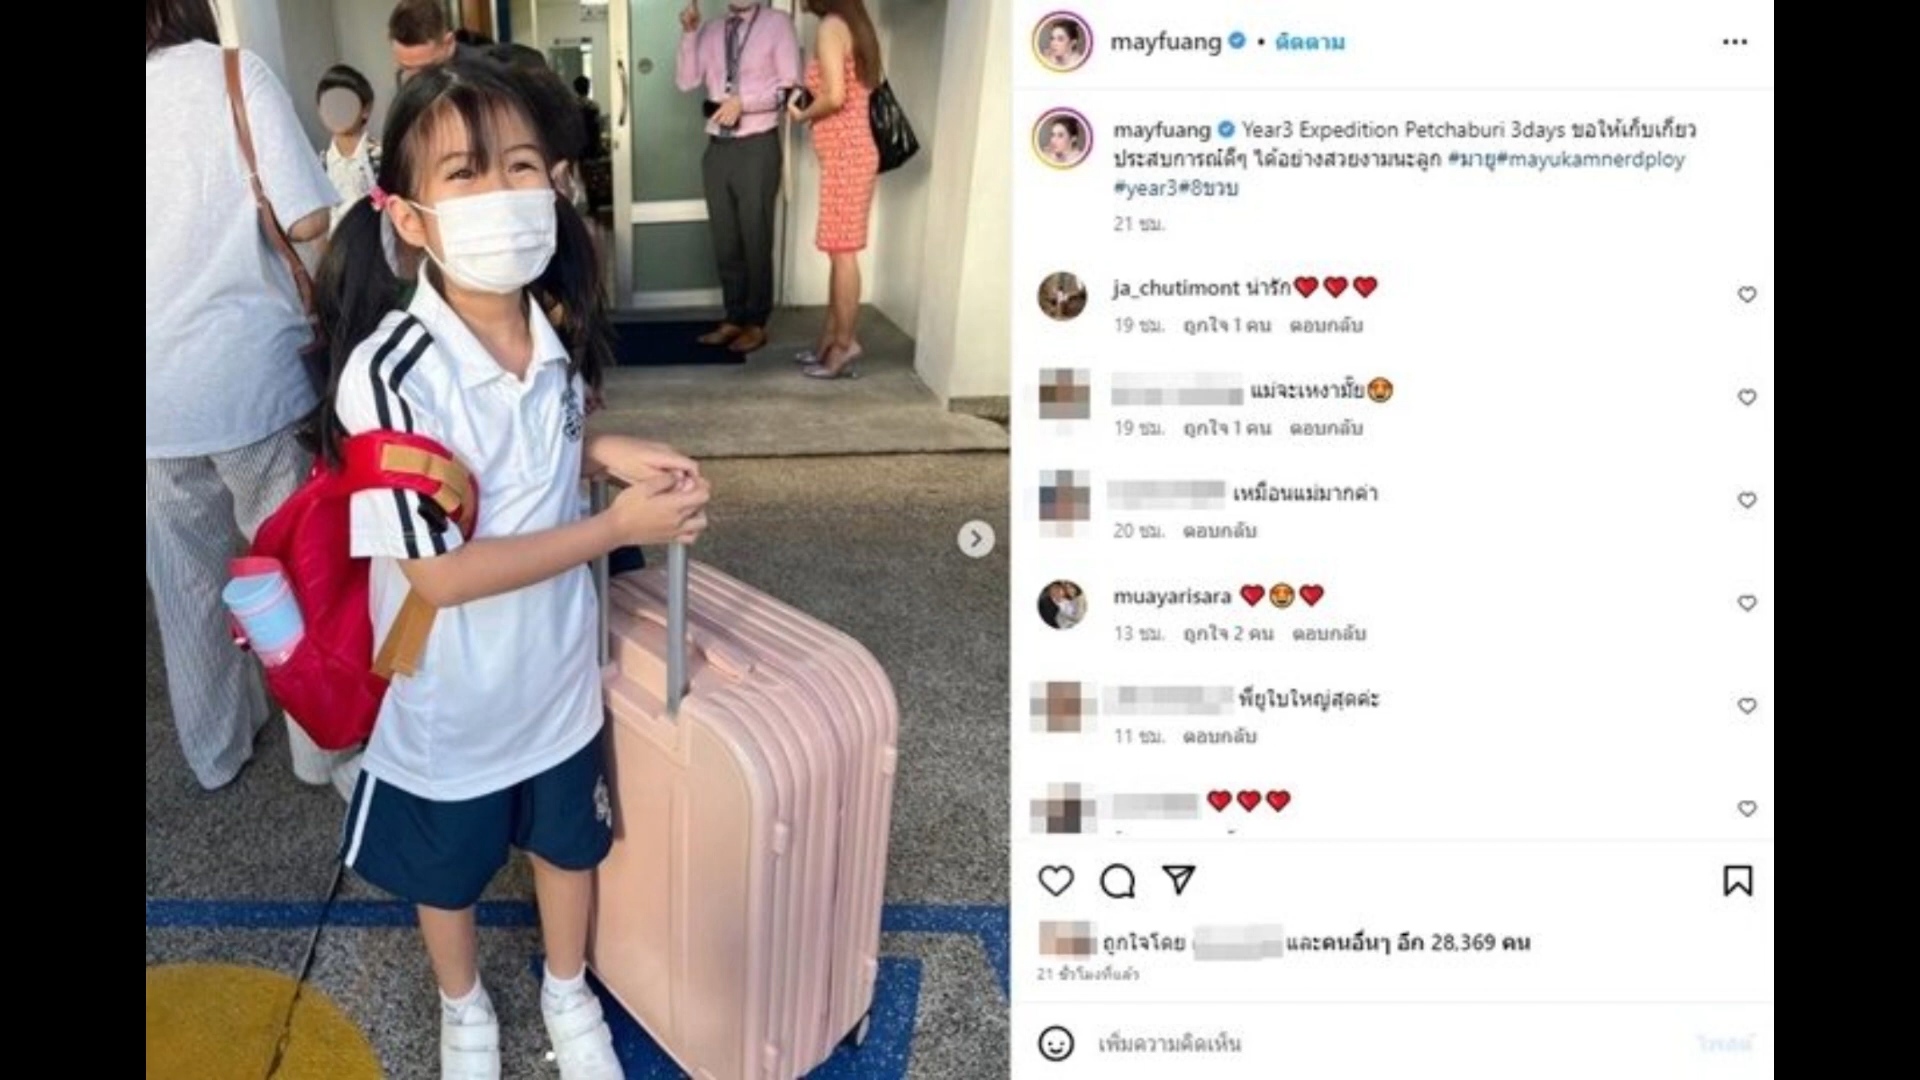 mayfuang • ติดตาม
mayfuang Year3 Expedition Petchaburi 3days ขอให้เก็บเกี่ยว
ประสบการณ์ดีๆ ได้อย่างสวยงามนะลูก #มายู#mayukamnerdploy
#year3#8ขวบ
21 ชม.
ja_chutimont น่ารัก❤️❤️❤️
19 ชม. ถูกใจ 1 คน ตอบกลับ
แม่จะเหงามั้ย🤩
19 ชม. ถูกใจ 1 คน ตอบกลับ
เหมือนแม่มากค่า
20 ชม. ตอบกลับ
muayarisara ❤️🤩❤️
13 ชม. ถูกใจ 2 คน ตอบกลับ
พี่ยูใบใหญ่สุดค่ะ
11 ชม. ตอบกลับ
❤️❤️❤️
ถูกใจโดย และคนอื่นๆ อีก 28,369 คน
21 ชั่วโมงที่แล้ว
เพิ่มความคิดเห็น
โพสต์